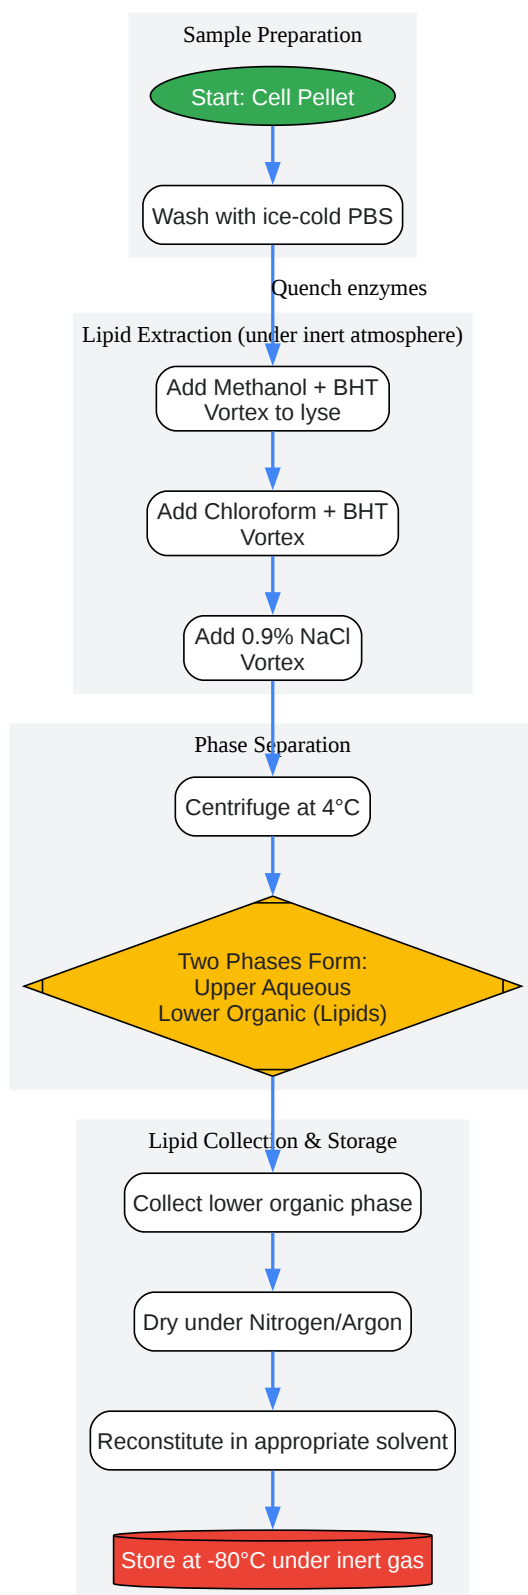 Sample Preparation
Start: Cell Pellet
Wash with ice-cold PBS
Quench enzymes
Lipid Extraction (under inert atmosphere)
Add Methanol + BHT
Vortex to lyse
Add Chloroform + BHT
Vortex
Add 0.9% NaCl
Vortex
Phase Separation
Centrifuge at 4°C
Two Phases Form:
Upper Aqueous
Lower Organic (Lipids)
Lipid Collection & Storage
Collect lower organic phase
Dry under Nitrogen/Argon
Reconstitute in appropriate solvent
Store at -80°C under inert gas